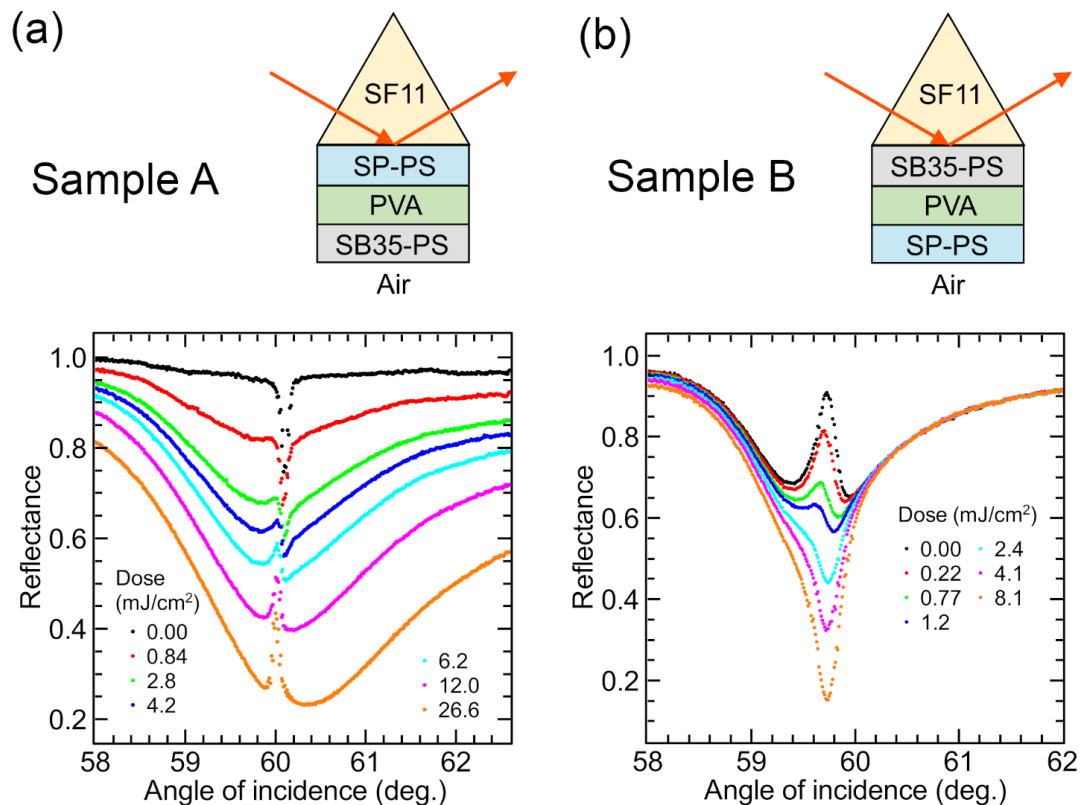 (a)
Sample A
SF11
SP-PS
PVA
SB35-PS
Air
Reflectance
1.0
0.8
0.6
0.4
0.2
Dose
(mJ/cm²)
0.00
0.84
2.8
4.2
6.2
12.0
26.6
58
59
60
61
62
Angle of incidence (deg.)
(b)
Sample B
SF11
SB35-PS
PVA
SP-PS
Air
Reflectance
1.0
0.8
0.6
0.4
0.2
Dose (mJ/cm²)
0.00
0.22
0.77
1.2
2.4
4.1
8.1
58
59
60
61
62
Angle of incidence (deg.)